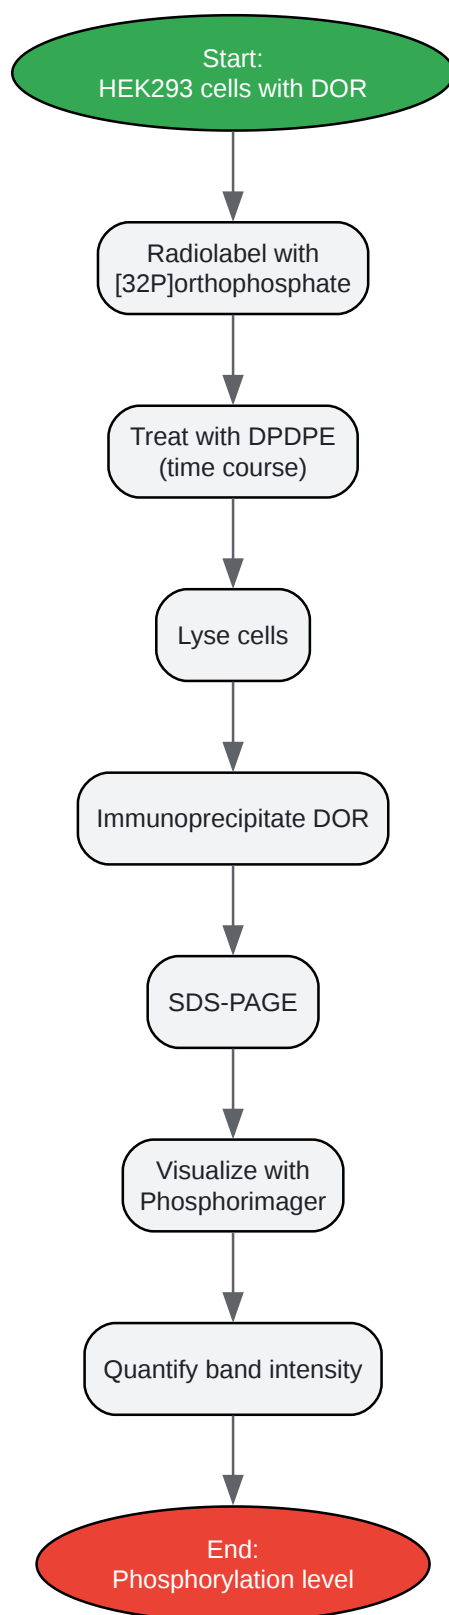 Start:
HEK293 cells with DOR
Radiolabel with
[32P]orthophosphate
Treat with DPDPE
(time course)
Lyse cells
Immunoprecipitate DOR
SDS-PAGE
Visualize with
Phosphorimager
Quantify band intensity
End:
Phosphorylation level